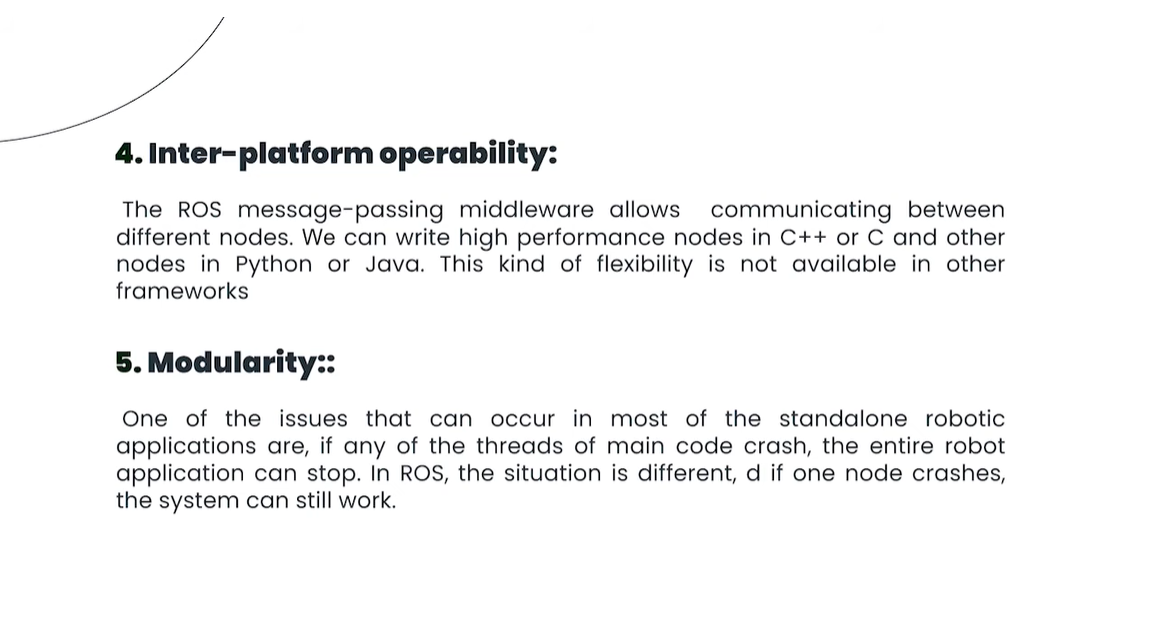 4. Inter-platform operability:
The ROS message-passing middleware allows communicating between
different nodes. We can write high performance nodes in C++ or C and other
nodes in Python or Java. This kind of flexibility is not available in other
frameworks
5. Modularity::
One of the issues that can occur in most of the standalone robotic
applications are, if any of the threads of main code crash, the entire robot
application can stop. In ROS, the situation is different, d if one node crashes,
the system can still work.